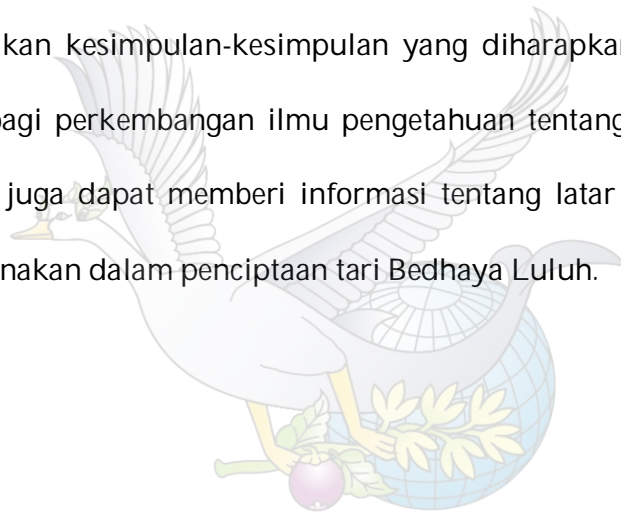 kan kesimpulan-kesimpulan yang diharapkan
bagi perkembangan ilmu pengetahuan tentang
juga dapat memberi informasi tentang latar
nakan dalam penciptaan tari Bedhaya Luluh.